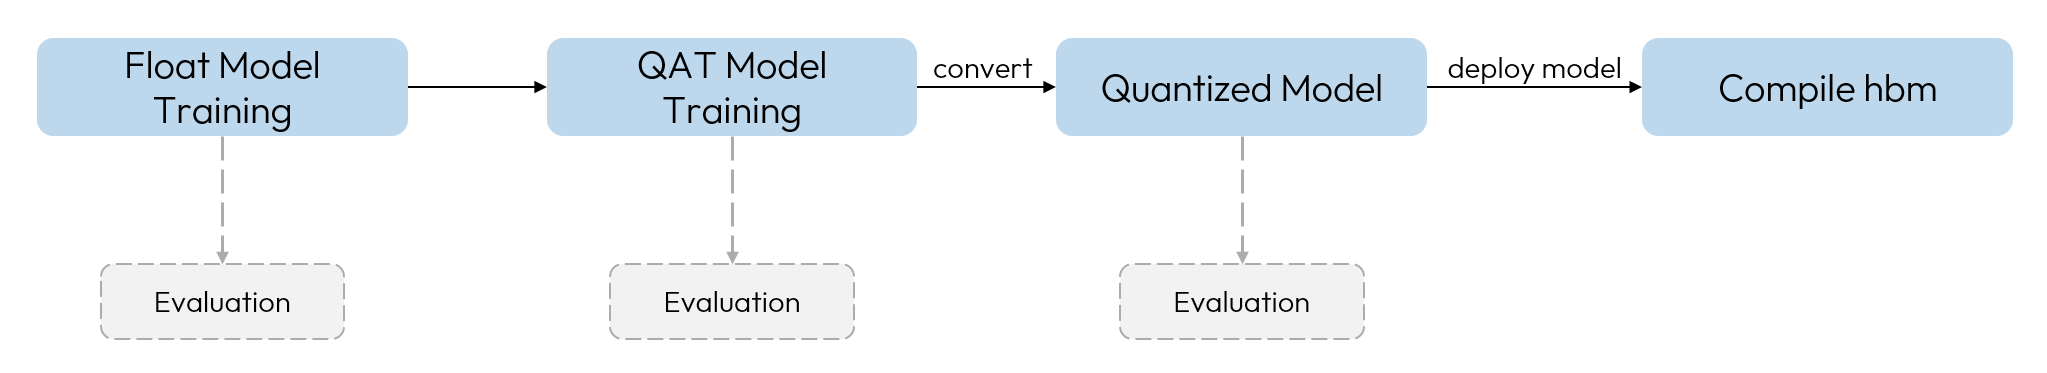 Float Model
Training
QAT Model
Training
convert
Quantized Model
deploy model
Compile hbm
Evaluation
Evaluation
Evaluation